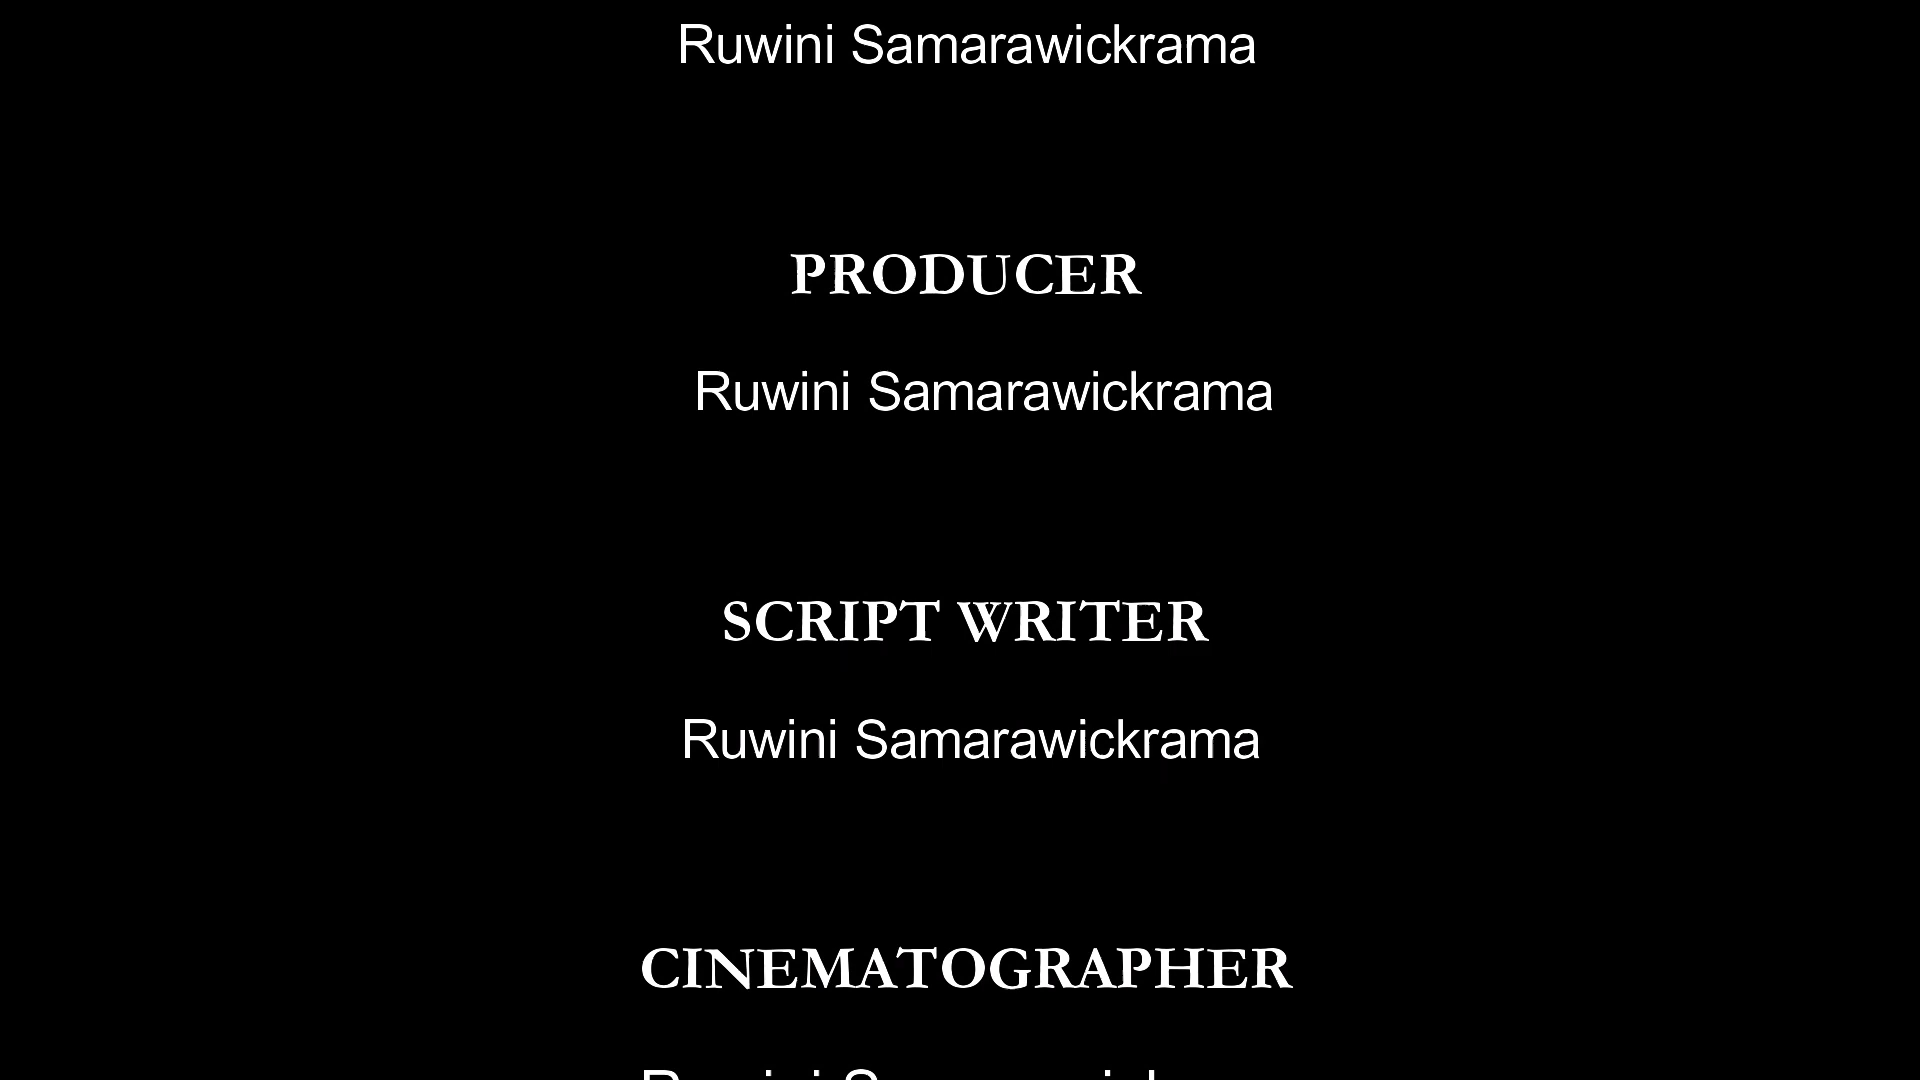 Ruwini Samarawickrama
PRODUCER
Ruwini Samarawickrama
SCRIPT WRITER
Ruwini Samarawickrama
CINEMATOGRAPHER